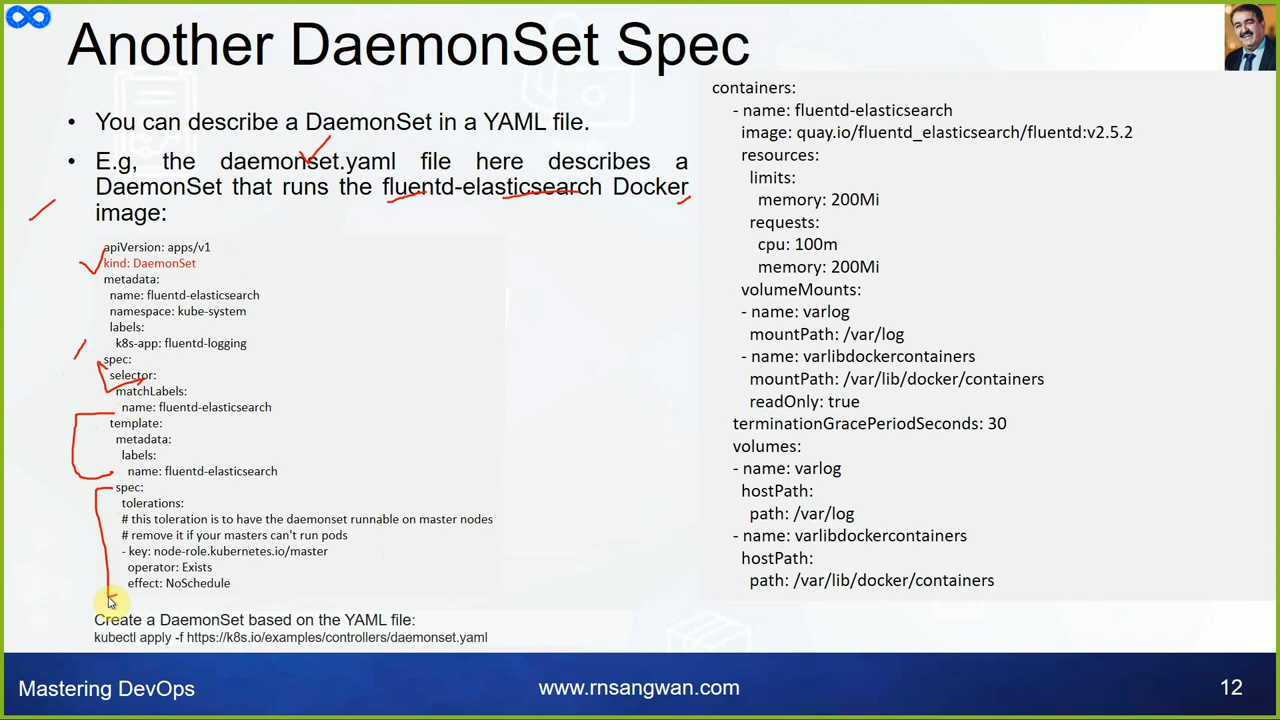 Another DaemonSet Spec
• You can describe a DaemonSet in a YAML file.
• E.g, the daemonset.yaml file here describes a
DaemonSet that runs the fluentd-elasticsearch Docker
image:
apiVersion: apps/v1
kind: DaemonSet
metadata:
name: fluentd-elasticsearch
namespace: kube-system
labels:
k8s-app: fluentd-logging
spec:
selector:
matchLabels:
name: fluentd-elasticsearch
template:
metadata:
labels:
name: fluentd-elasticsearch
spec:
tolerations:
# this toleration is to have the daemonset runnable on master nodes
# remove it if your masters can't run pods
- key: node-role.kubernetes.io/master
operator: Exists
effect: NoSchedule
Create a DaemonSet based on the YAML file:
kubectl apply -f https://k8s.io/examples/controllers/daemonset.yaml
containers:
- name: fluentd-elasticsearch
image: quay.io/fluentd_elasticsearch/fluentd:v2.5.2
resources:
limits:
memory: 200Mi
requests:
cpu: 100m
memory: 200Mi
volumeMounts:
- name: varlog
mountPath: /var/log
- name: varlibdockercontainers
mountPath: /var/lib/docker/containers
readOnly: true
terminationGracePeriodSeconds: 30
volumes:
- name: varlog
hostPath:
path: /var/log
- name: varlibdockercontainers
hostPath:
path: /var/lib/docker/containers
Mastering DevOps
www.rnsangwan.com
12